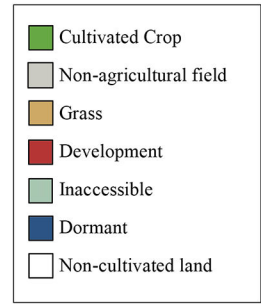 Cultivated Crop
Non-agricultural field
Grass
Development
Inaccessible
Dormant
Non-cultivated land